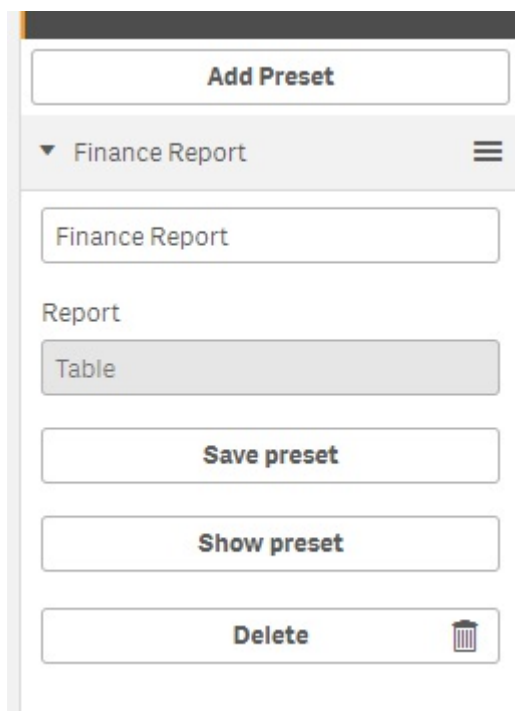 Add Preset
Finance Report
Finance Report
Report
Table
Save preset
Show preset
Delete